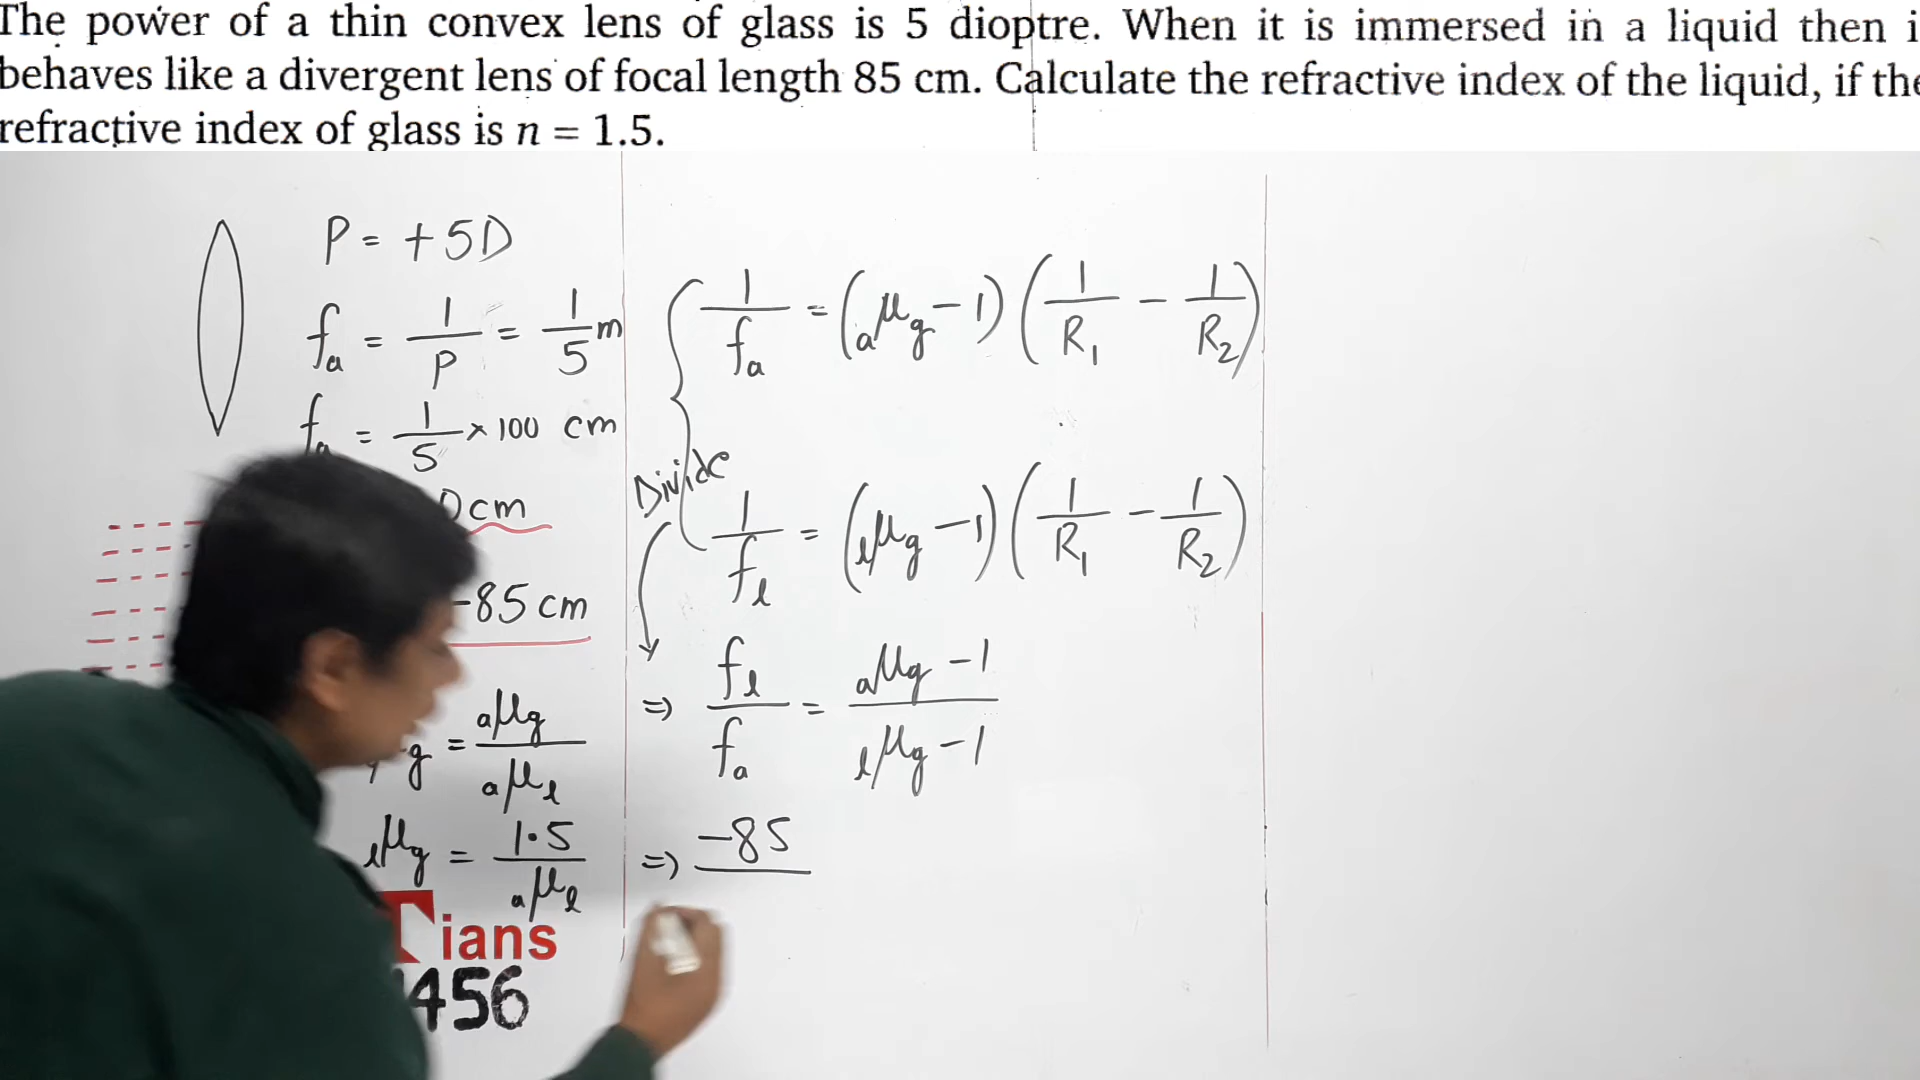 The power of a thin convex lens of glass is 5 dioptre. When it is immersed in a liquid then i
behaves like a divergent lens of focal length 85 cm. Calculate the refractive index of the liquid, if the
refractive index of glass is n = 1.5.
P = +5D
fₐ = 1/P = 1/5 m
fₐ = 1/5 × 100 cm
0cm
-85 cm
g = ₐμg/ₐμₗ
ₗμg = 1.5/ₐμₗ
ians
456
1/fₐ = (ₐμg - 1)(1/R₁ - 1/R₂)
Divide
1/fₗ = (ₗμg - 1)(1/R₁ - 1/R₂)
⇒ fₗ/fₐ = ₐμg - 1/ₗμg - 1
⇒ -85